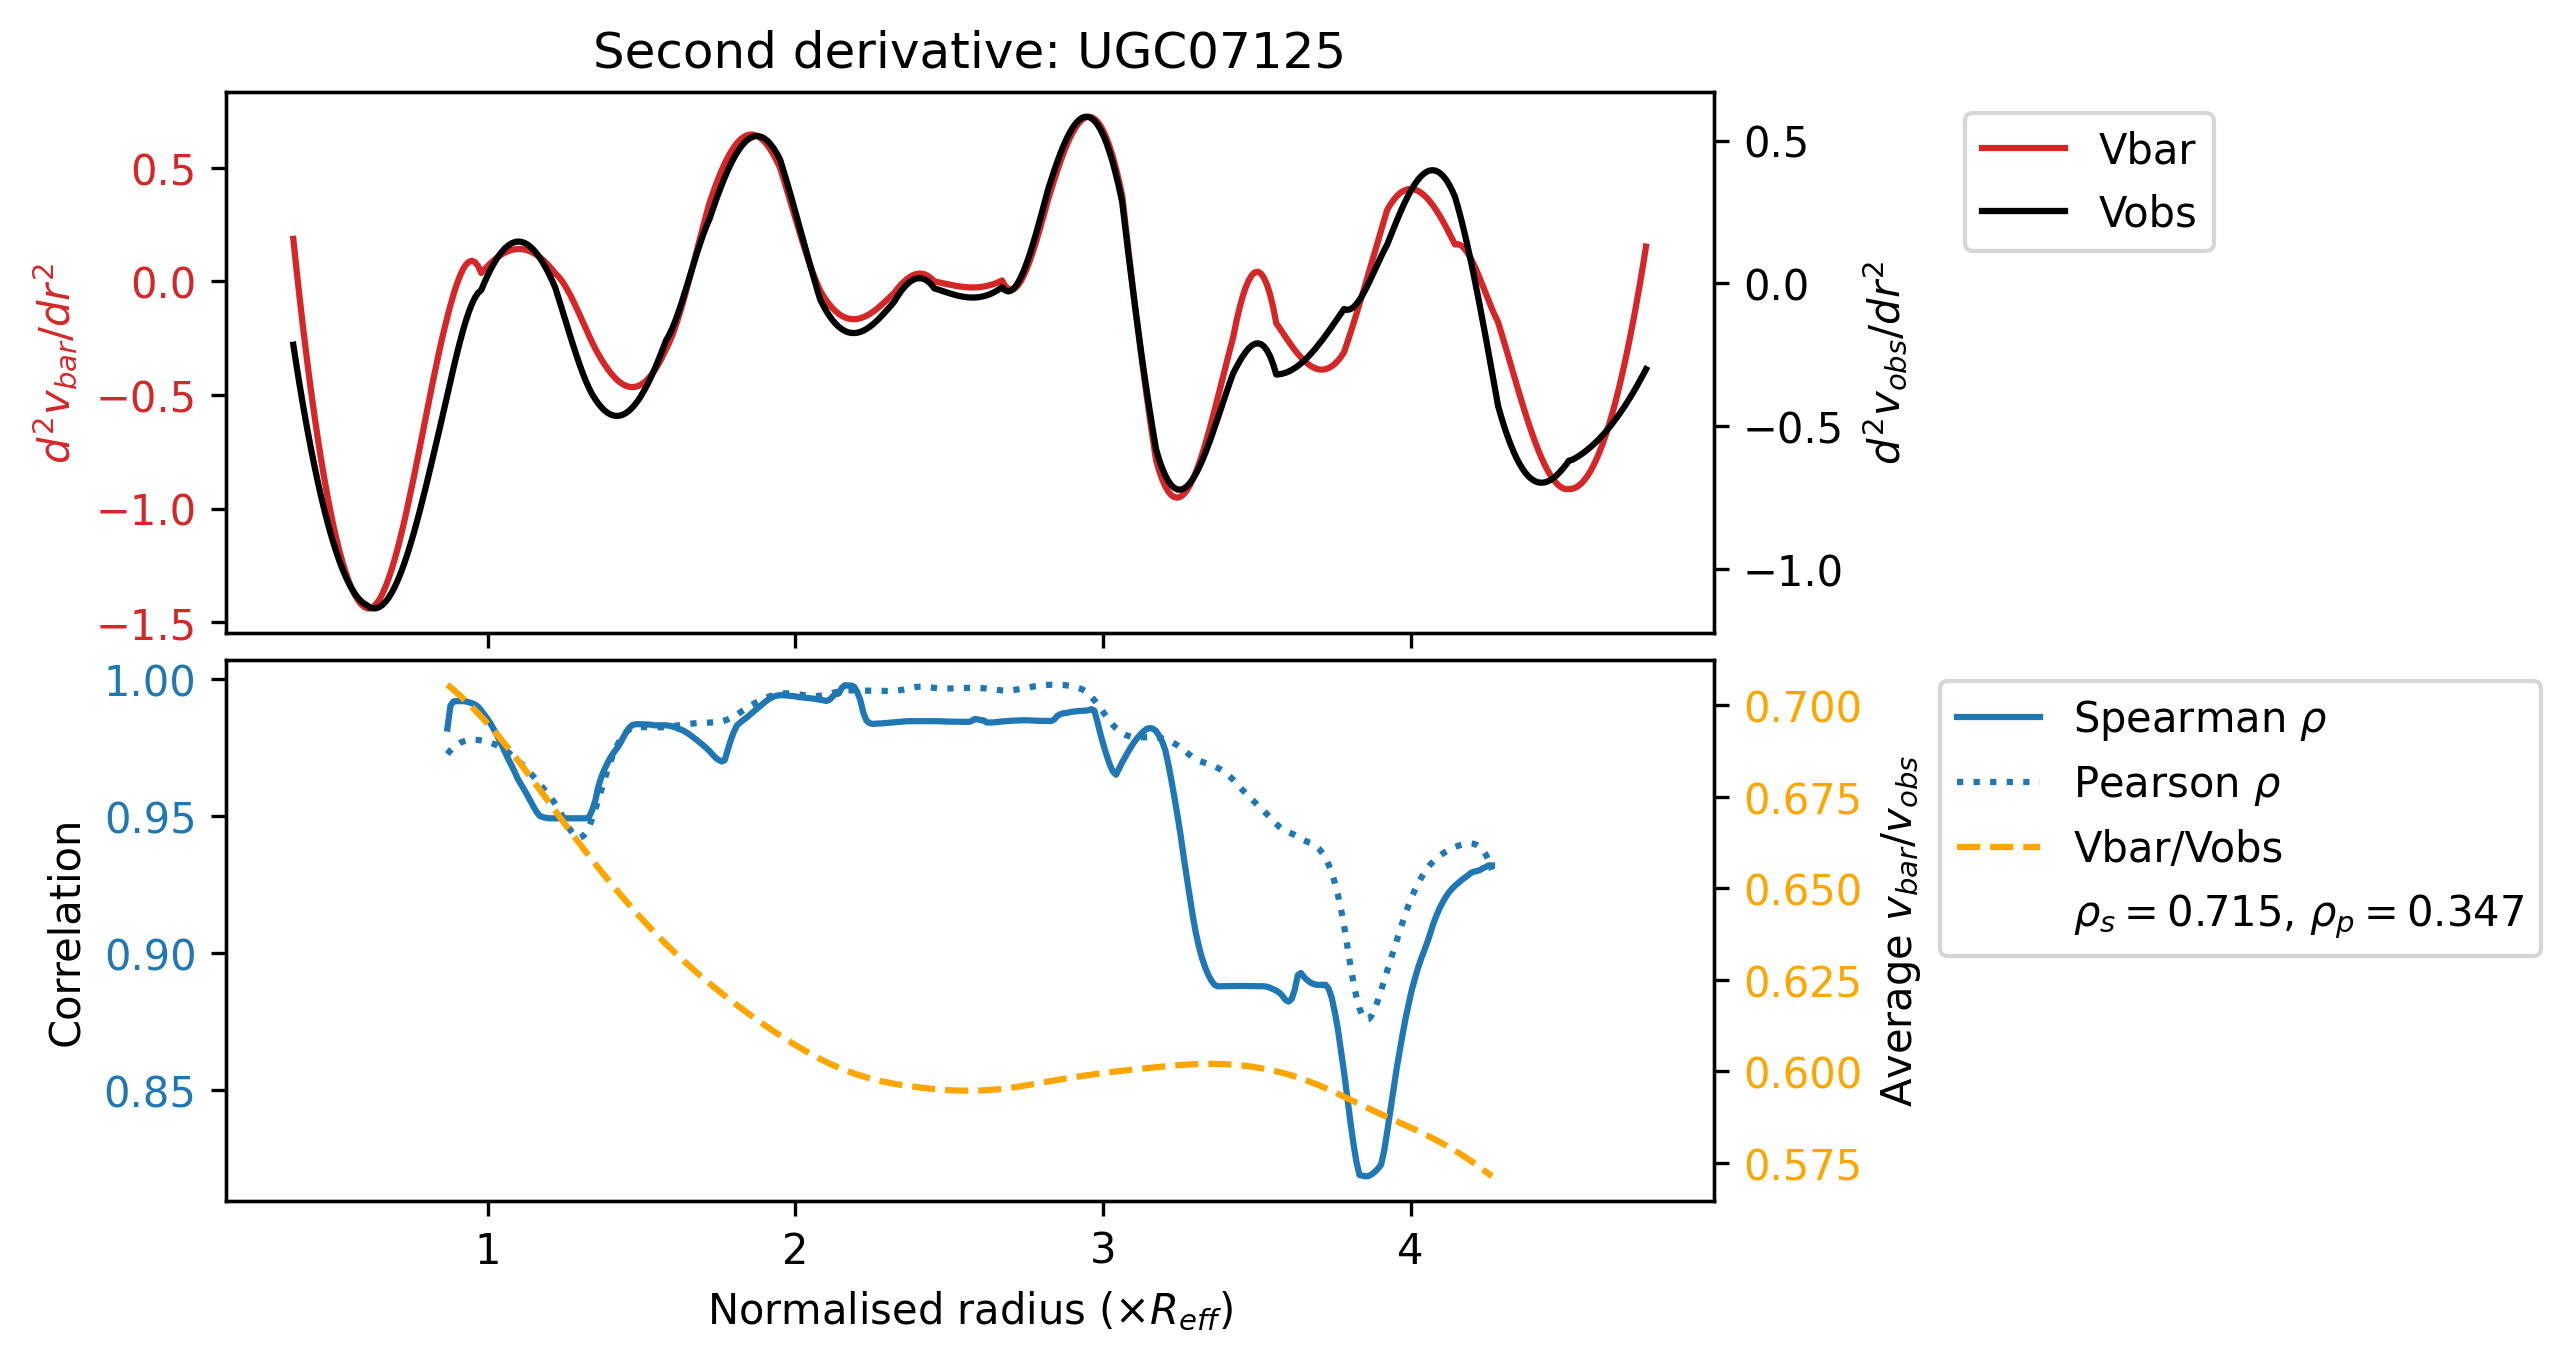 Second derivative: UGC07125
d²v_bar/dr²
0.5
0.0
−0.5
−1.0
−1.5
0.5
0.0
−0.5
−1.0
d²v_obs/dr²
Vbar
Vobs
Correlation
1.00
0.95
0.90
0.85
0.700
0.675
0.650
0.625
0.600
0.575
Average v_bar/v_obs
Spearman ρ
Pearson ρ
Vbar/Vobs
ρ_s = 0.715, ρ_p = 0.347
1 2 3 4
Normalised radius (×R_eff)